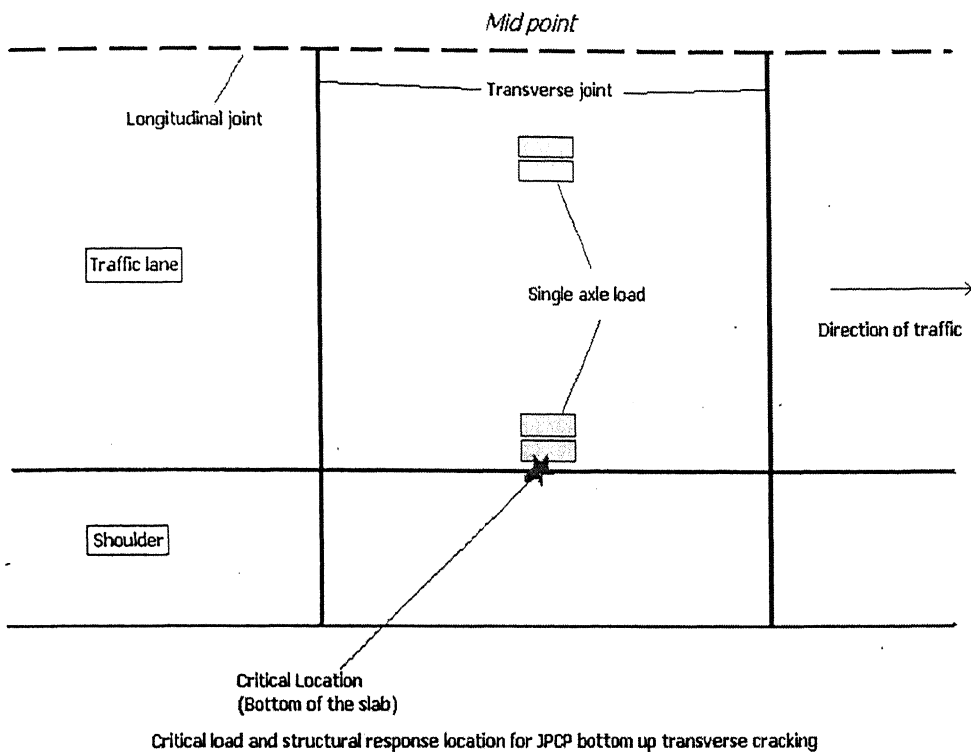 Mid point
Transverse joint
Longitudinal joint
Traffic lane
Single axle load
Direction of traffic
Shoulder
Critical Location
(Bottom of the slab)
Critical load and structural response location for JPCP bottom up transverse cracking